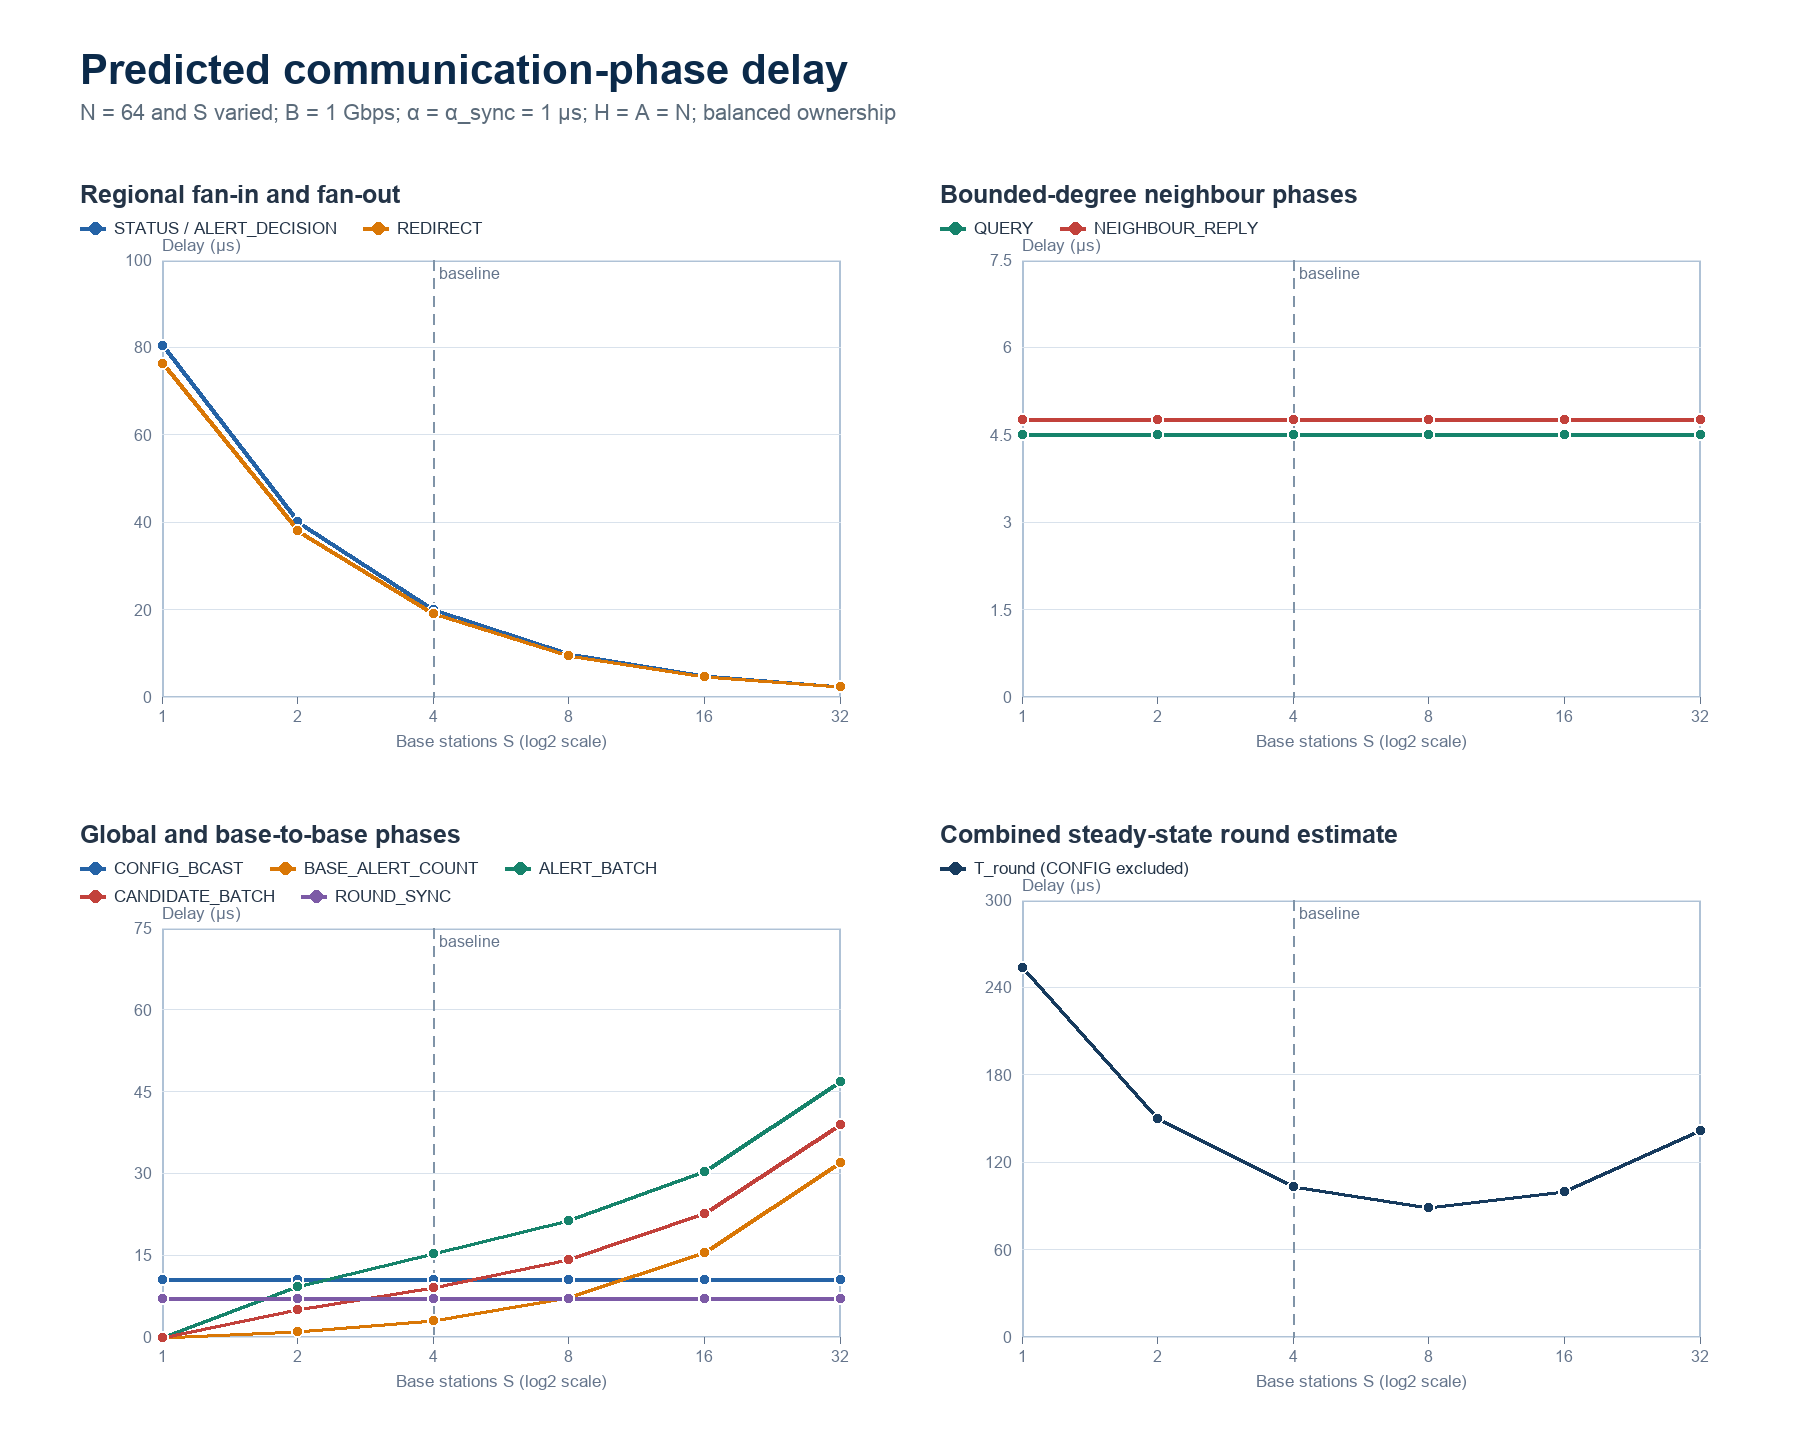 Predicted communication-phase delay
N = 64 and S varied; B = 1 Gbps; α = α_sync = 1 µs; H = A = N; balanced ownership
Regional fan-in and fan-out
STATUS / ALERT_DECISION REDIRECT
Delay (µs)
100
80
60
40
20
0
baseline
1 2 4 8 16 32
Base stations S (log2 scale)
Bounded-degree neighbour phases
QUERY NEIGHBOUR_REPLY
Delay (µs)
7.5
6
4.5
3
1.5
0
baseline
1 2 4 8 16 32
Base stations S (log2 scale)
Global and base-to-base phases
CONFIG_BCAST BASE_ALERT_COUNT ALERT_BATCH
CANDIDATE_BATCH ROUND_SYNC
Delay (µs)
75
60
45
30
15
0
baseline
1 2 4 8 16 32
Base stations S (log2 scale)
Combined steady-state round estimate
T_round (CONFIG excluded)
Delay (µs)
300
240
180
120
60
0
baseline
1 2 4 8 16 32
Base stations S (log2 scale)